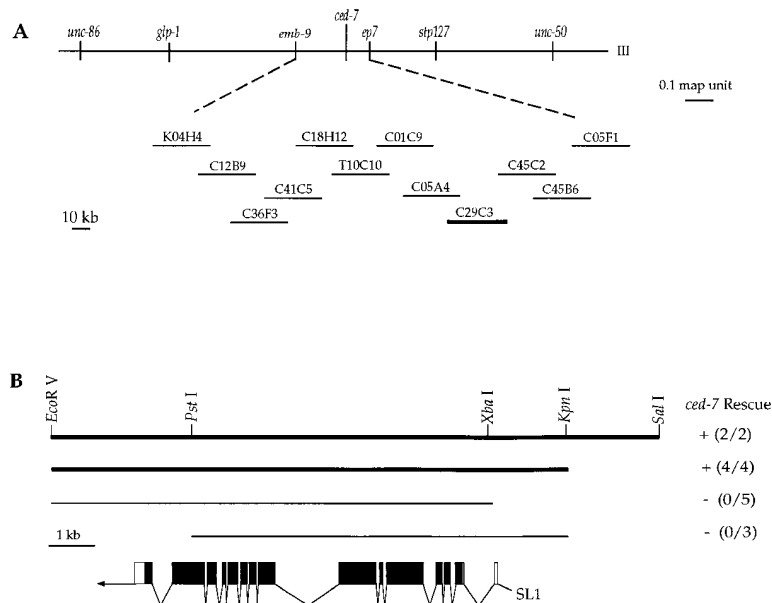 A
unc-86 glp-1 emb-9 ced-7 ep7 stp127 unc-50 III
0.1 map unit
K04H4 C18H12 C01C9 C05F1
C12B9 T10C10 C45C2
C41C5 C05A4 C45B6
10 kb C36F3 C29C3
B
EcoR V Pst I Xba I Kpn I Sal I ced-7 Rescue
+ (2/2)
+ (4/4)
- (0/5)
- (0/3)
1 kb
SL1